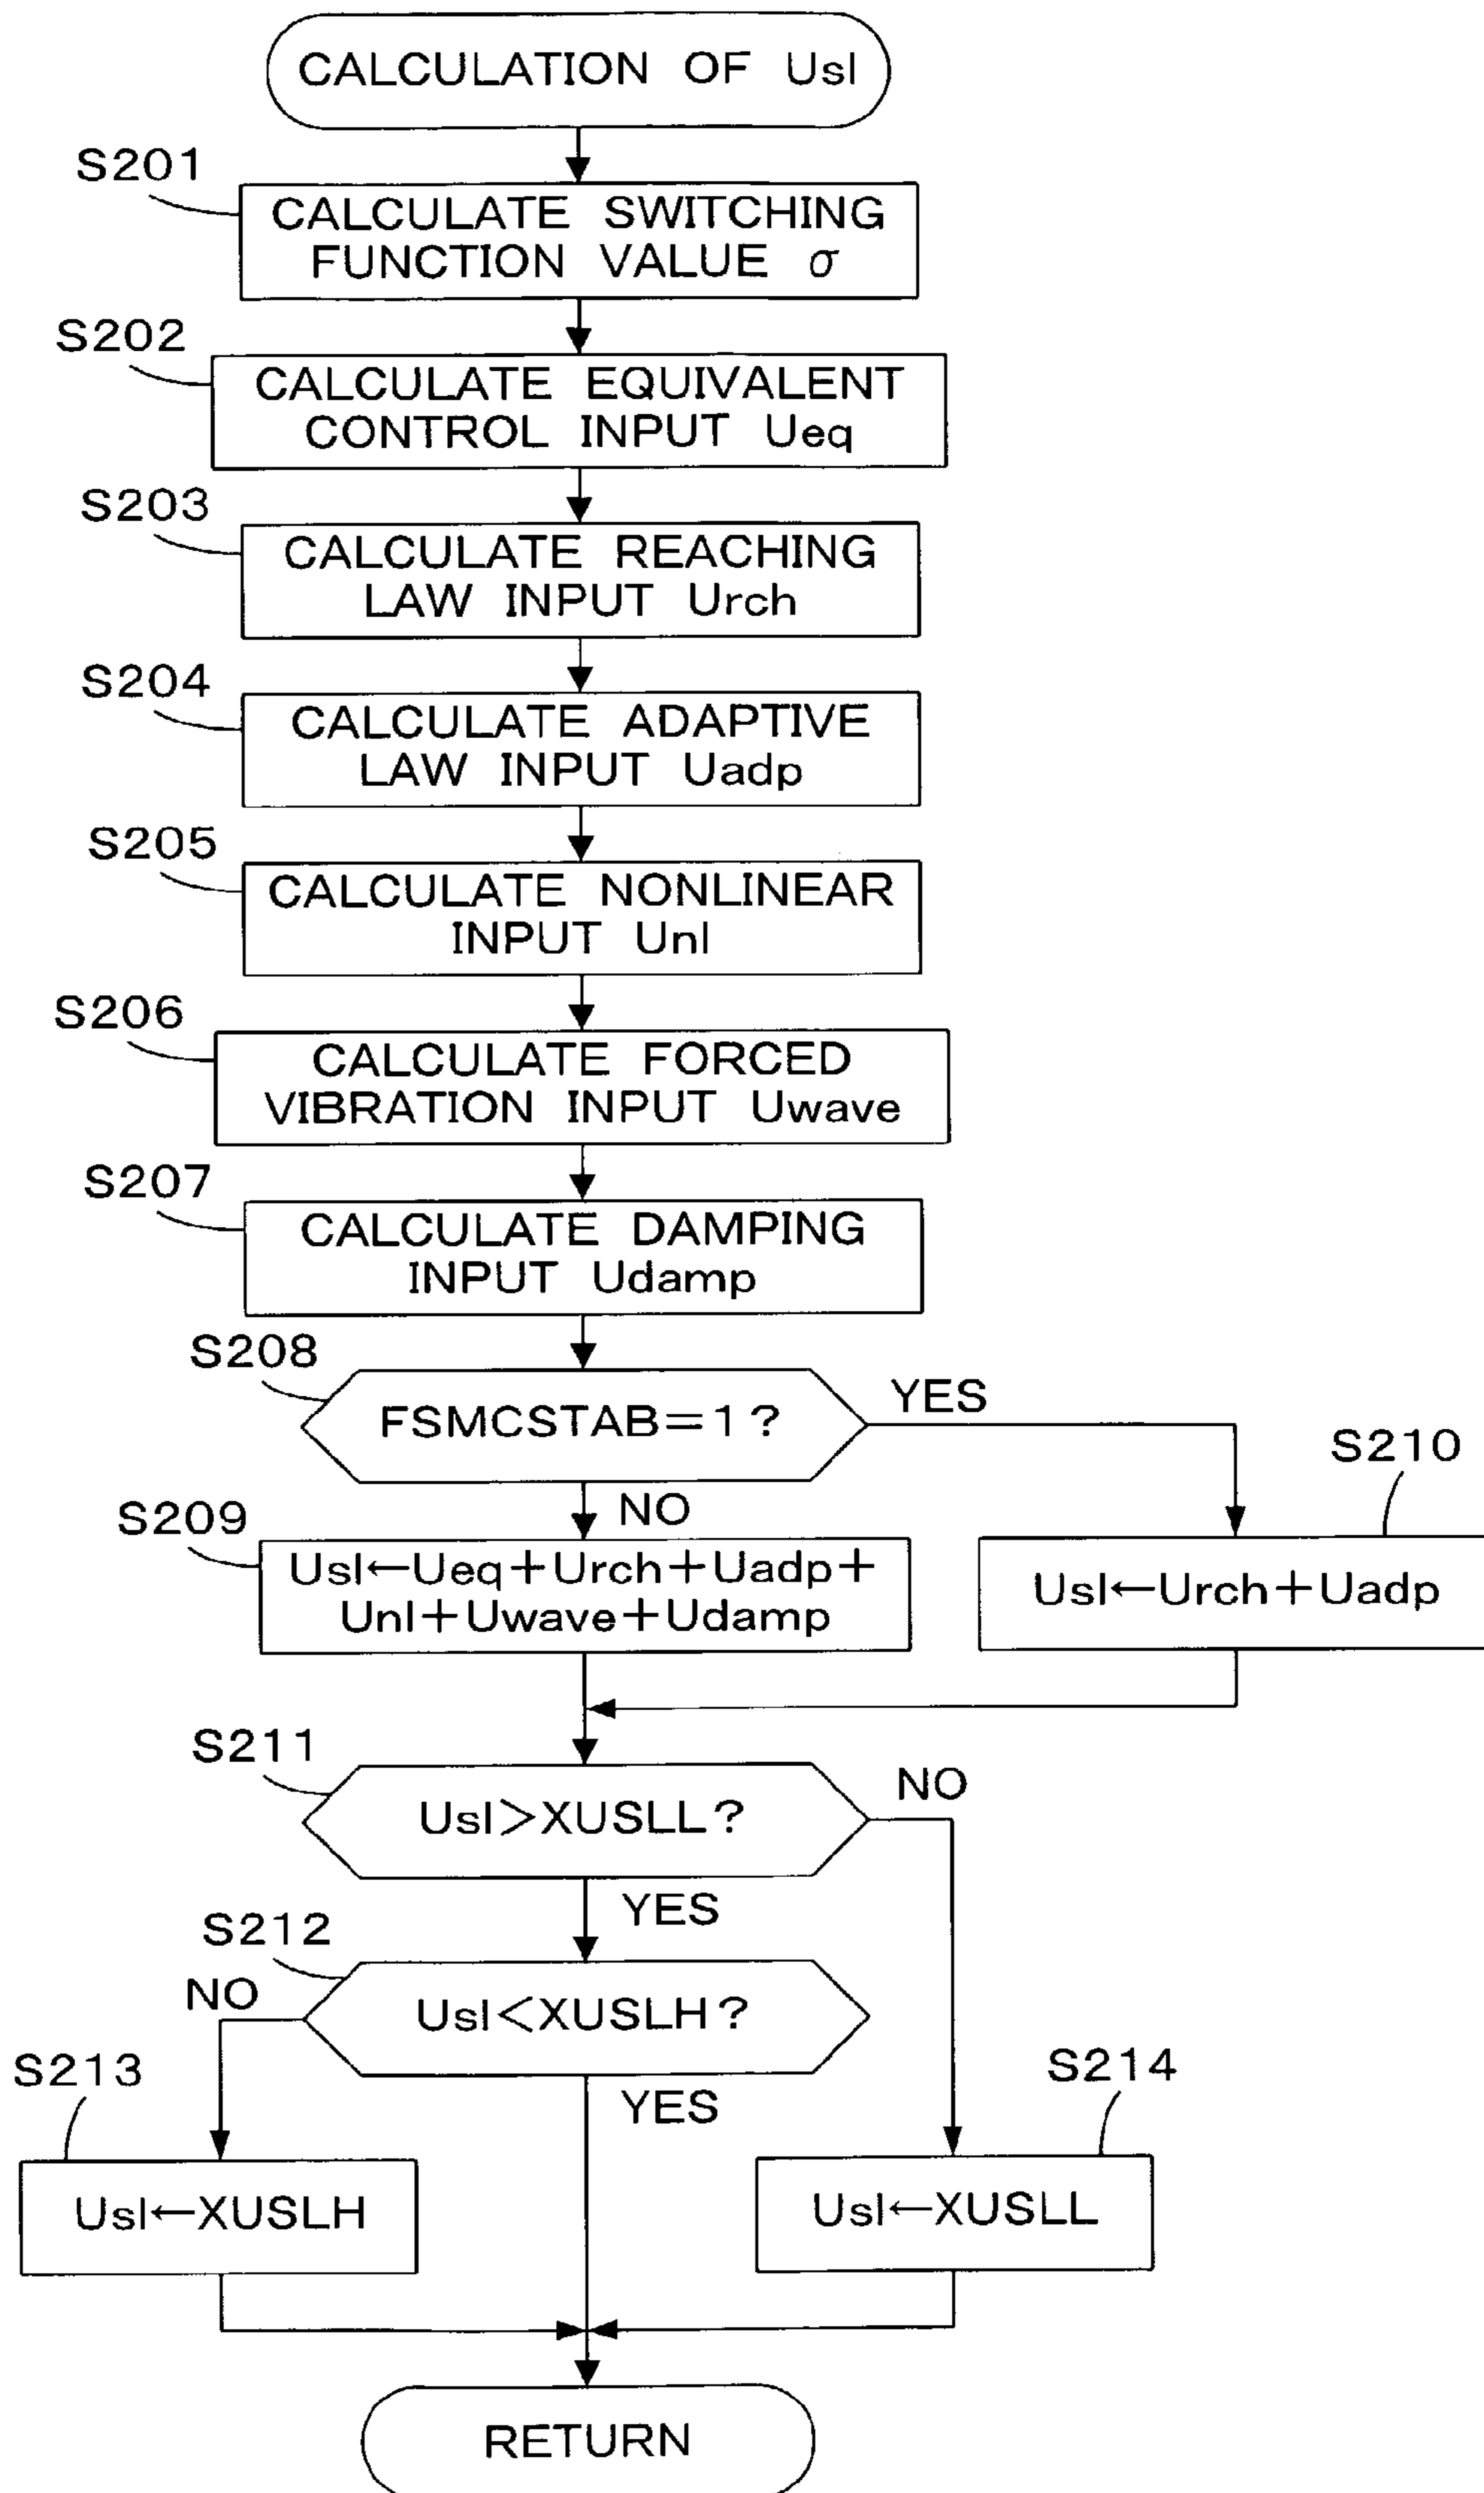 CALCULATION OF Usl
S201
CALCULATE SWITCHING
FUNCTION VALUE σ
S202
CALCULATE EQUIVALENT
CONTROL INPUT Ueq
S203
CALCULATE REACHING
LAW INPUT Urch
S204
CALCULATE ADAPTIVE
LAW INPUT Uadp
S205
CALCULATE NONLINEAR
INPUT Unl
S206
CALCULATE FORCED
VIBRATION INPUT Uwave
S207
CALCULATE DAMPING
INPUT Udamp
S208
FSMCSTAB=1?
YES
NO
S209
Usl←Ueq+Urch+Uadp+
Unl+Uwave+Udamp
S210
Usl←Urch+Uadp
S211
Usl>XUSLL?
NO
YES
S212
Usl<XUSLH?
NO
YES
S213
Usl←XUSLH
S214
Usl←XUSLL
RETURN